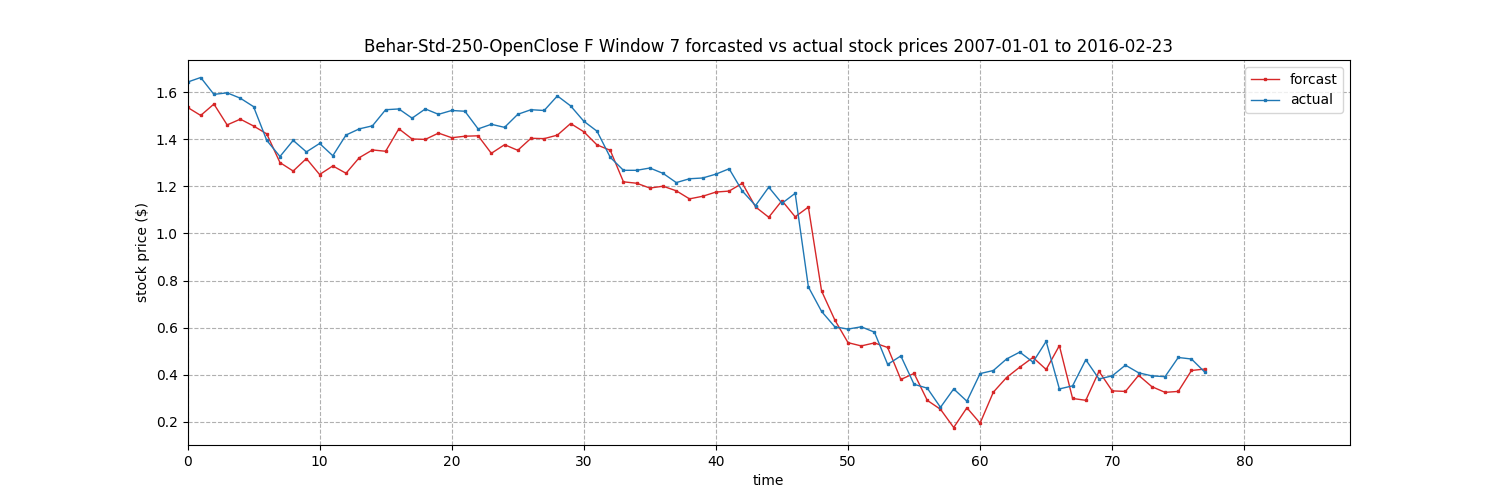 Behar-Std-250-OpenClose F Window 7 forcasted vs actual stock prices 2007-01-01 to 2016-02-23
forcast
actual
stock price ($)
1.6
1.4
1.2
1.0
0.8
0.6
0.4
0.2
0 10 20 30 40 50 60 70 80
time